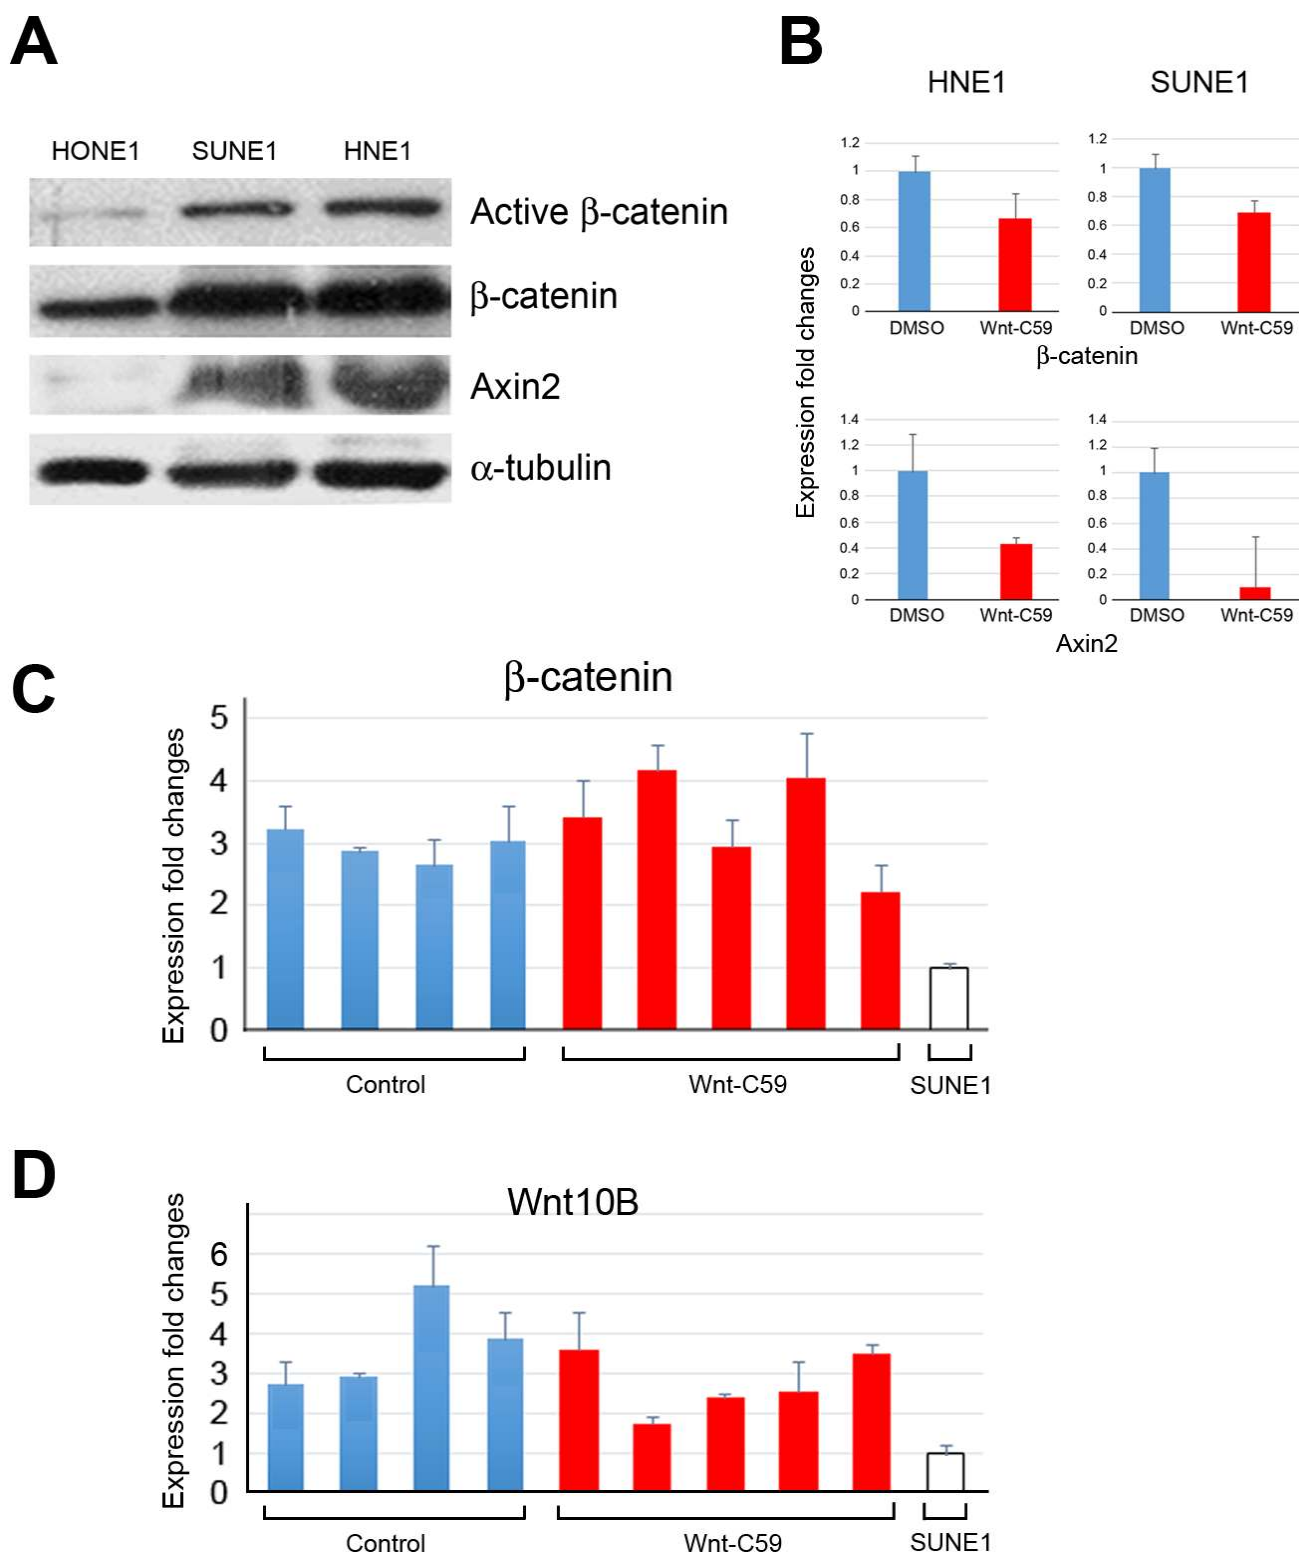 A
HONE1 SUNE1 HNE1
Active β-catenin
β-catenin
Axin2
α-tubulin
B
HNE1 SUNE1
Expression fold changes
1.2
1
0.8
0.6
0.4
0.2
0
DMSO Wnt-C59
1.2
1
0.8
0.6
0.4
0.2
0
DMSO Wnt-C59
β-catenin
1.4
1.2
1
0.8
0.6
0.4
0.2
0
DMSO Wnt-C59
1.4
1.2
1
0.8
0.6
0.4
0.2
0
DMSO Wnt-C59
Axin2
C
β-catenin
Expression fold changes
5
4
3
2
1
0
Control Wnt-C59 SUNE1
D
Wnt10B
Expression fold changes
6
5
4
3
2
1
0
Control Wnt-C59 SUNE1